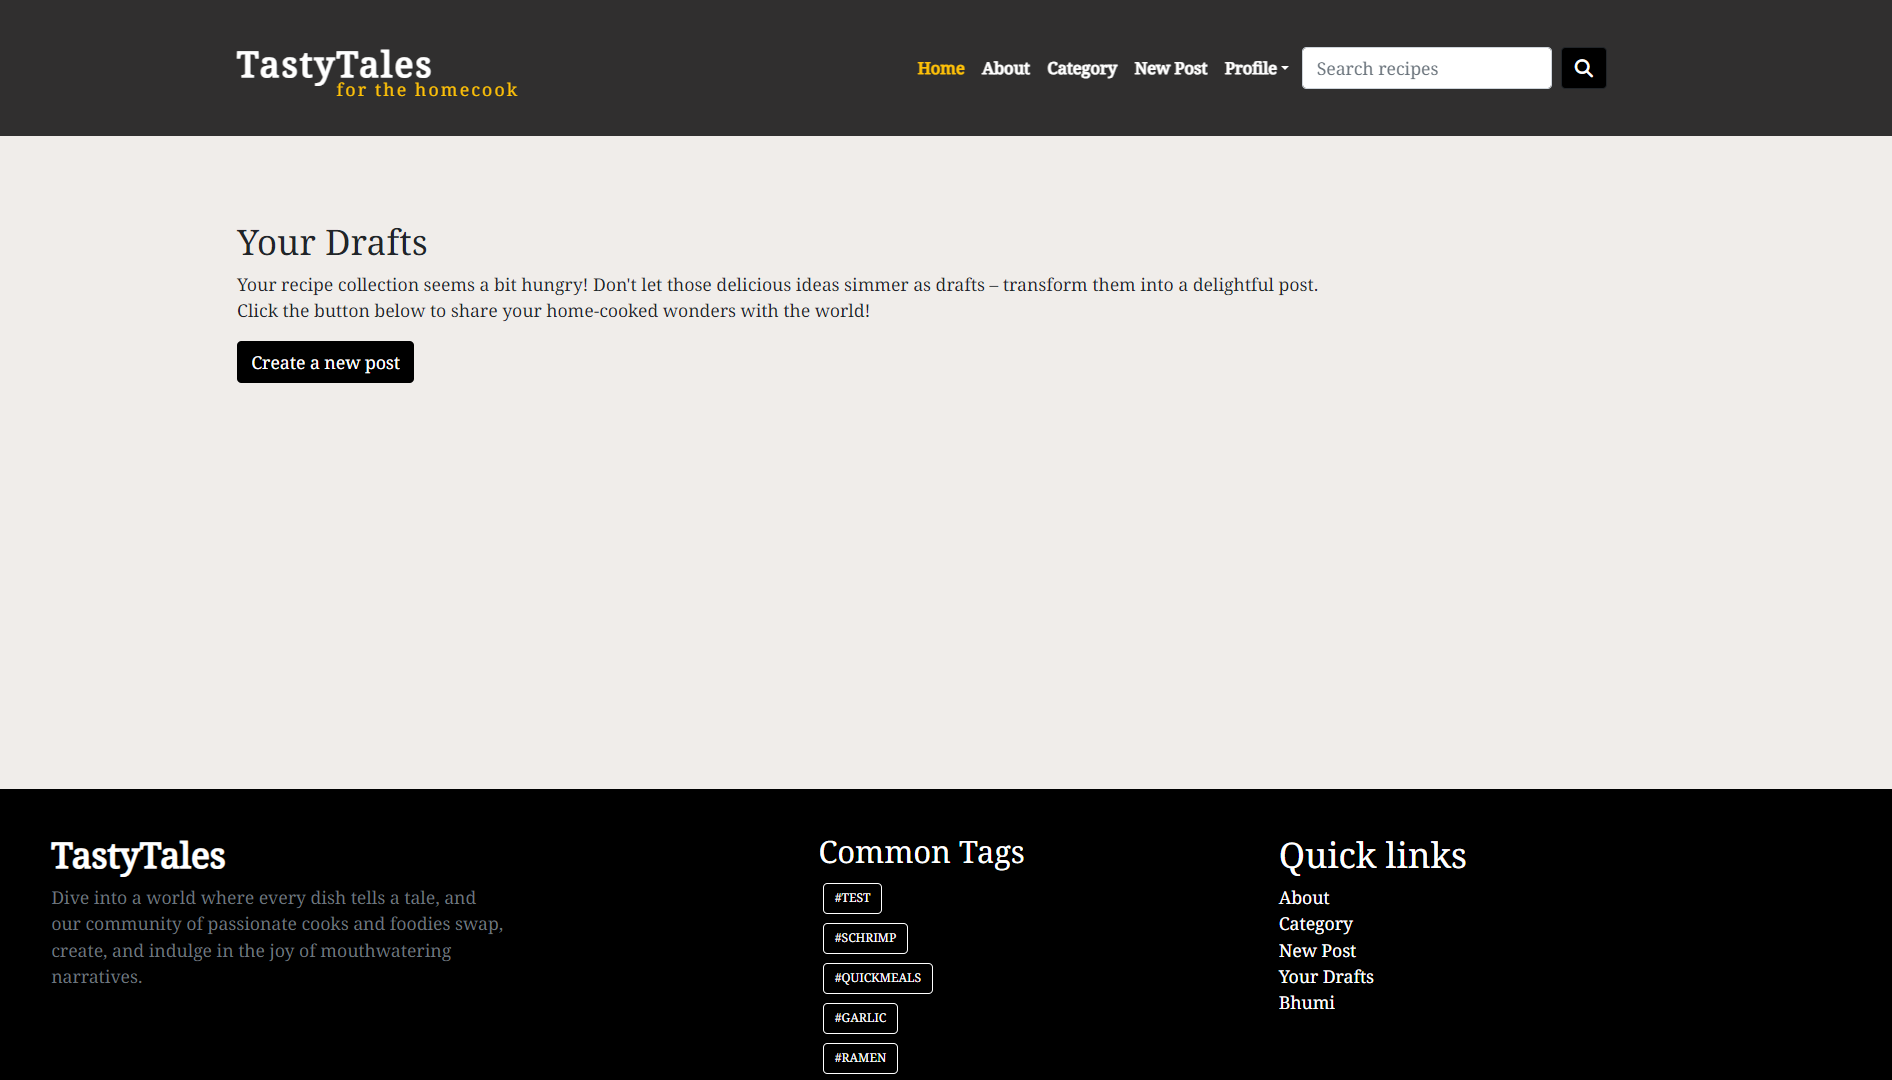 TastyTales
for the homecook
Home About Category New Post Profile Search recipes
Your Drafts
Your recipe collection seems a bit hungry! Don't let those delicious ideas simmer as drafts – transform them into a delightful post.
Click the button below to share your home-cooked wonders with the world!
Create a new post
TastyTales
Dive into a world where every dish tells a tale, and
our community of passionate cooks and foodies swap,
create, and indulge in the joy of mouthwatering
narratives.
Common Tags
#TEST
#SCHRIMP
#QUICKMEALS
#GARLIC
#RAMEN
Quick links
About
Category
New Post
Your Drafts
Bhumi